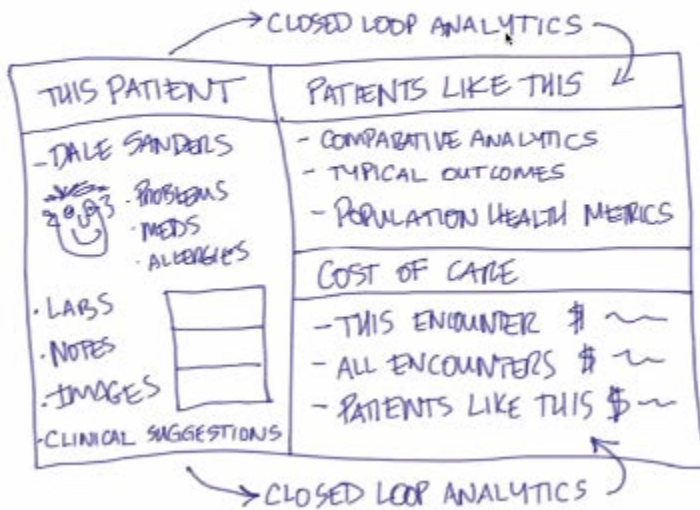 → CLOSED LOOP ANALYTICS
THIS PATIENT
- DALE SANDERS
· PROBLEMS
· MEDS
· ALLERGIES
· LABS
· NOTES
· IMAGES
· CLINICAL SUGGESTIONS
PATIENTS LIKE THIS
- COMPARATIVE ANALYTICS
- TYPICAL OUTCOMES
- POPULATION HEALTH METRICS
COST OF CARE
- THIS ENCOUNTER $
- ALL ENCOUNTERS $
- PATIENTS LIKE THIS $
→ CLOSED LOOP ANALYTICS